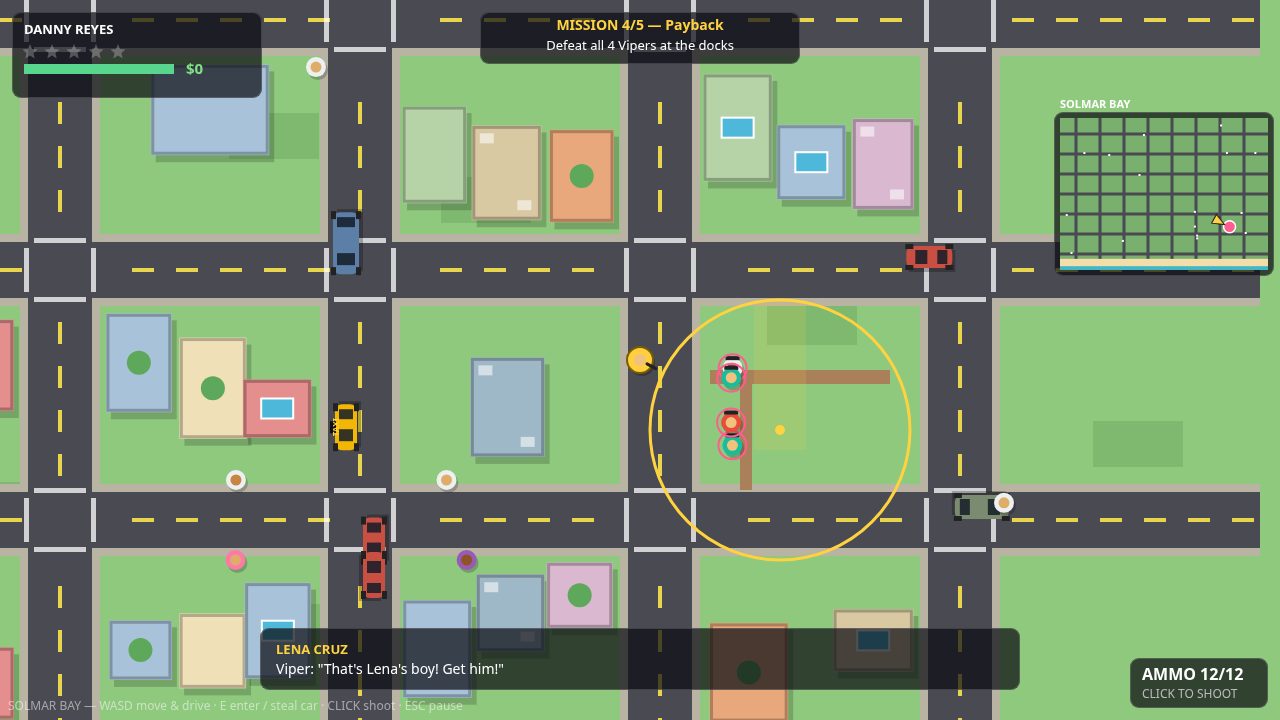 DANNY REYES
$0
MISSION 4/5 — Payback
Defeat all 4 Vipers at the docks
SOLMAR BAY
TAXI
LENA CRUZ
Viper: "That's Lena's boy! Get him!"
AMMO 12/12
CLICK TO SHOOT
SOLMAR BAY — WASD move & drive · E enter / steal car · CLICK shoot · ESC pause